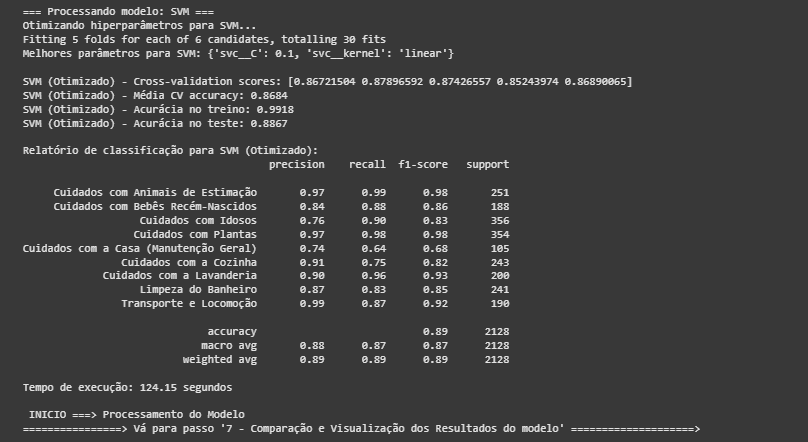 === Processando modelo: SVM ===
Otimizando hiperparâmetros para SVM...
Fitting 5 folds for each of 6 candidates, totalling 30 fits
Melhores parâmetros para SVM: {'svc__C': 0.1, 'svc__kernel': 'linear'}
SVM (Otimizado) - Cross-validation scores: [0.86721504 0.87896592 0.87426557 0.85243974 0.86890065]
SVM (Otimizado) - Média CV accuracy: 0.8684
SVM (Otimizado) - Acurácia no treino: 0.9918
SVM (Otimizado) - Acurácia no teste: 0.8867
Relatório de classificação para SVM (Otimizado):
precision recall f1-score support
Cuidados com Animais de Estimação 0.97 0.99 0.98 251
Cuidados com Bebês Recém-Nascidos 0.84 0.88 0.86 188
Cuidados com Idosos 0.76 0.90 0.83 356
Cuidados com Plantas 0.97 0.98 0.98 354
Cuidados com a Casa (Manutenção Geral) 0.74 0.64 0.68 105
Cuidados com a Cozinha 0.91 0.75 0.82 243
Cuidados com a Lavanderia 0.90 0.96 0.93 200
Limpeza do Banheiro 0.87 0.83 0.85 241
Transporte e Locomoção 0.99 0.87 0.92 190
accuracy 0.89 2128
macro avg 0.88 0.87 0.87 2128
weighted avg 0.89 0.89 0.89 2128
Tempo de execução: 124.15 segundos
INICIO ===> Processamento do Modelo
================> Vá para passo '7 - Comparação e Visualização dos Resultados do modelo' ====================>